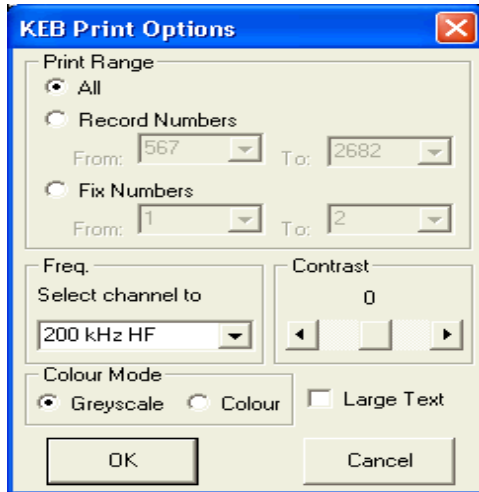 KEB Print Options
Print Range
All
Record Numbers
From: 567 To: 2682
Fix Numbers
From: 1 To: 2
Freq.
Select channel to
200 kHz HF
Contrast
0
Colour Mode
Greyscale Colour
Large Text
OK Cancel